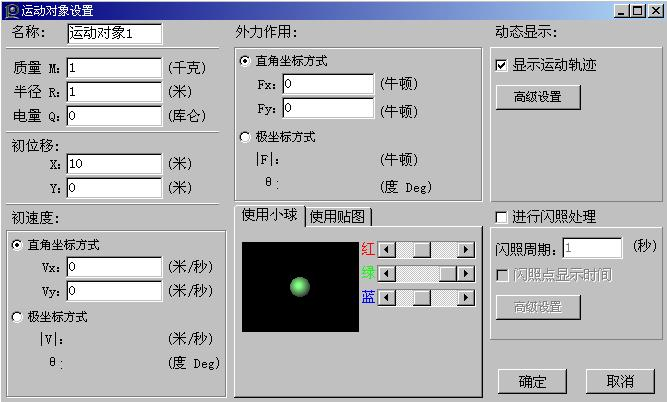 运动对象设置
名称: 运动对象1
质量 M: 1 (千克)
半径 R: 1 (米)
电量 Q: 0 (库仑)
初位移:
X: 10 (米)
Y: 0 (米)
初速度:
直角坐标方式
Vx: 0 (米/秒)
Vy: 0 (米/秒)
极坐标方式
|V|: (米/秒)
θ: (度 Deg)
外力作用:
直角坐标方式
Fx: 0 (牛顿)
Fy: 0 (牛顿)
极坐标方式
|F|: (牛顿)
θ: (度 Deg)
使用小球 使用贴图
红
绿
蓝
动态显示:
显示运动轨迹
高级设置
进行闪照处理
闪照周期: 1 (秒)
闪照点显示时间
高级设置
确定 取消